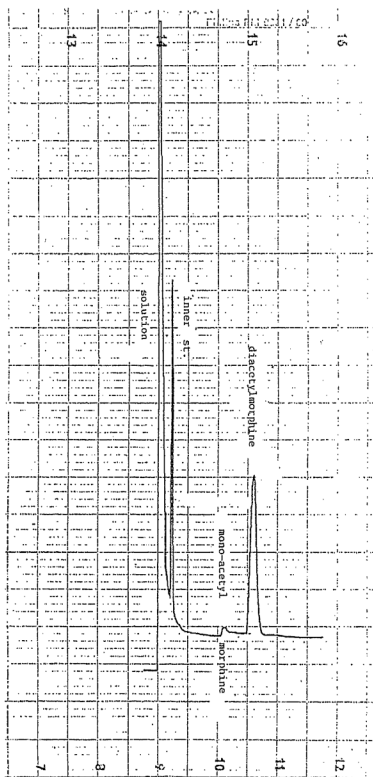 13 14 15 16
solution
inner st.
diacetylmorphine
mono-acetyl morphine
7 8 9 10 11 12